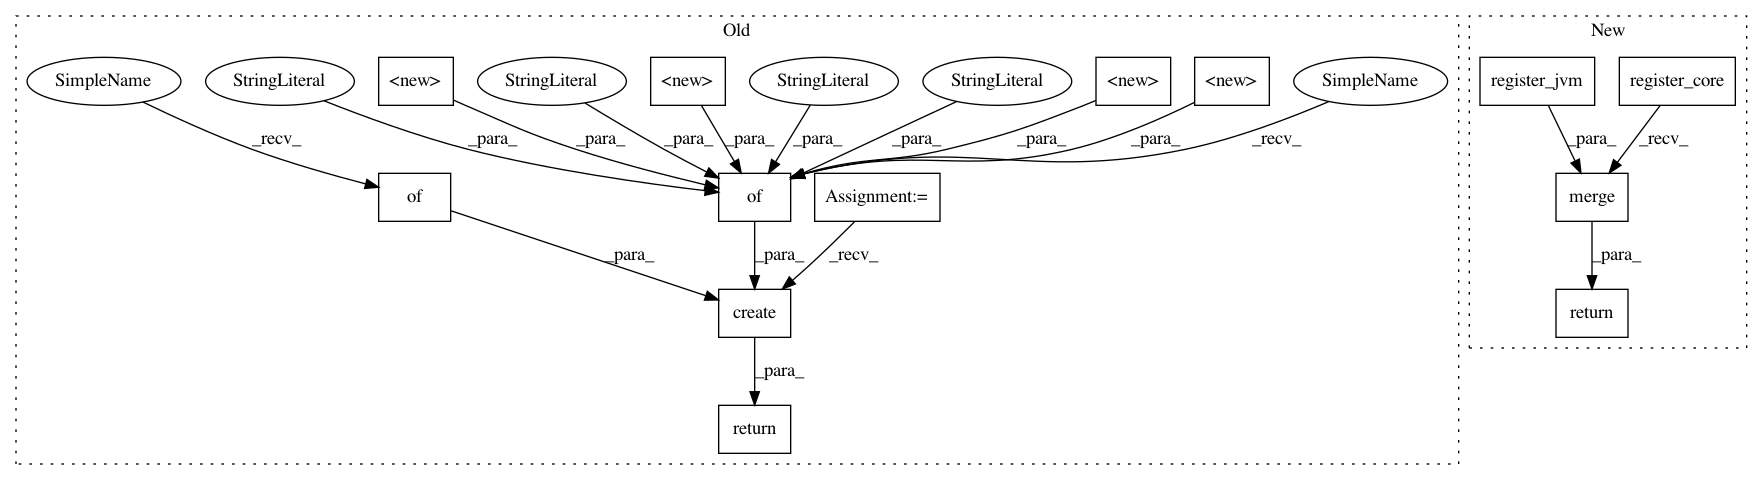 Old
New
SimpleName
StringLiteral
<new>
StringLiteral
<new>
StringLiteral
StringLiteral
<new>
<new>
SimpleName
register_jvm
register_core
_recv_
_para_
_para_
_para_
_para_
_para_
_para_
_para_
_para_
_recv_
_para_
_recv_
of
of
Assignment:=
merge
_para_
_para_
_recv_
_para_
create
return
_para_
return